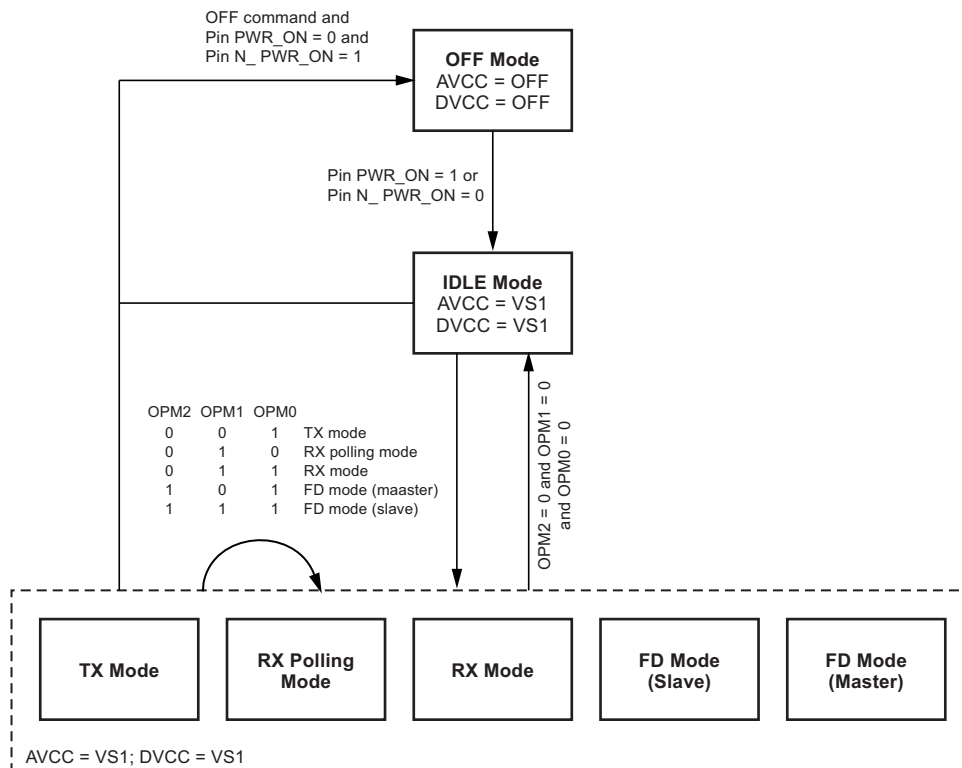 OFF command and
Pin PWR_ON = 0 and
Pin N_ PWR_ON = 1
OFF Mode
AVCC = OFF
DVCC = OFF
Pin PWR_ON = 1 or
Pin N_ PWR_ON = 0
IDLE Mode
AVCC = VS1
DVCC = VS1
OPM2 OPM1 OPM0
0 0 1 TX mode
0 1 0 RX polling mode
0 1 1 RX mode
1 0 1 FD mode (maaster)
1 1 1 FD mode (slave)
OPM2 = 0 and OPM1 = 0
and OPM0 = 0
TX Mode
RX Polling
Mode
RX Mode
FD Mode
(Slave)
FD Mode
(Master)
AVCC = VS1; DVCC = VS1